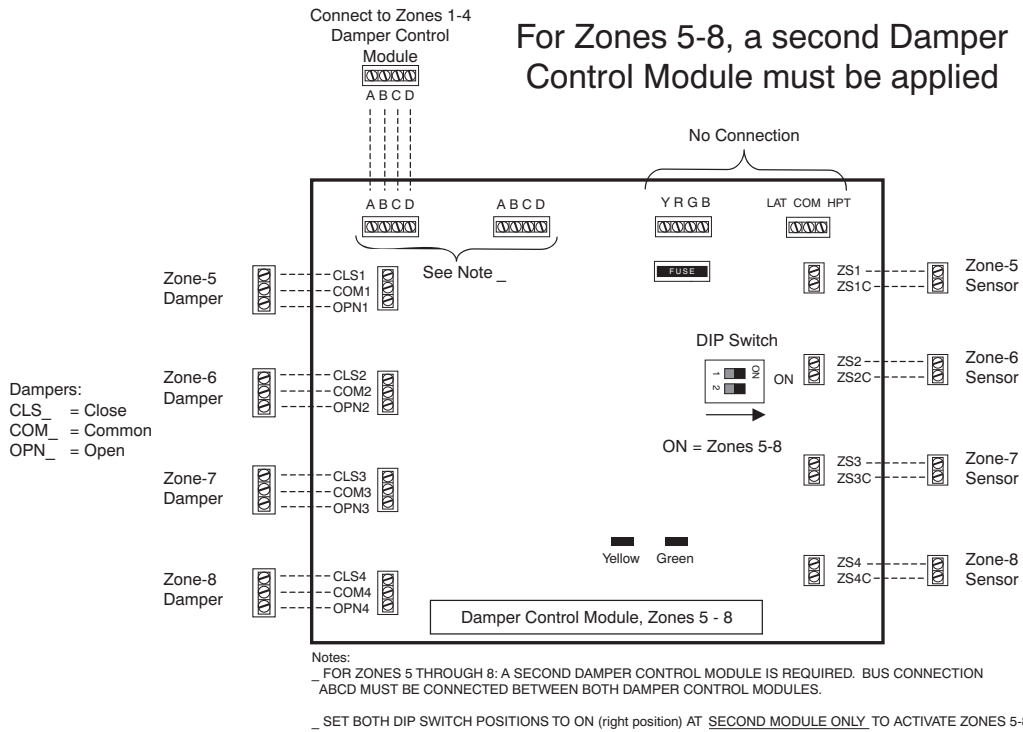 Connect to Zones 1-4
Damper Control
Module
A B C D
For Zones 5-8, a second Damper
Control Module must be applied
No Connection
A B C D
A B C D
Y R G B
LAT COM HPT
See Note _
FUSE
Zone-5
Damper
CLS1
COM1
OPN1
ZS1
ZS1C
Zone-5
Sensor
DIP Switch
1
2
ON
ON
ON = Zones 5-8
Zone-6
Damper
CLS2
COM2
OPN2
ZS2
ZS2C
Zone-6
Sensor
Dampers:
CLS_ = Close
COM_ = Common
OPN_ = Open
Zone-7
Damper
CLS3
COM3
OPN3
ZS3
ZS3C
Zone-7
Sensor
Yellow
Green
Zone-8
Damper
CLS4
COM4
OPN4
ZS4
ZS4C
Zone-8
Sensor
Damper Control Module, Zones 5 - 8
Notes:
_ FOR ZONES 5 THROUGH 8: A SECOND DAMPER CONTROL MODULE IS REQUIRED. BUS CONNECTION
ABCD MUST BE CONNECTED BETWEEN BOTH DAMPER CONTROL MODULES.
_ SET BOTH DIP SWITCH POSITIONS TO ON (right position) AT SECOND MODULE ONLY TO ACTIVATE ZONES 5-8